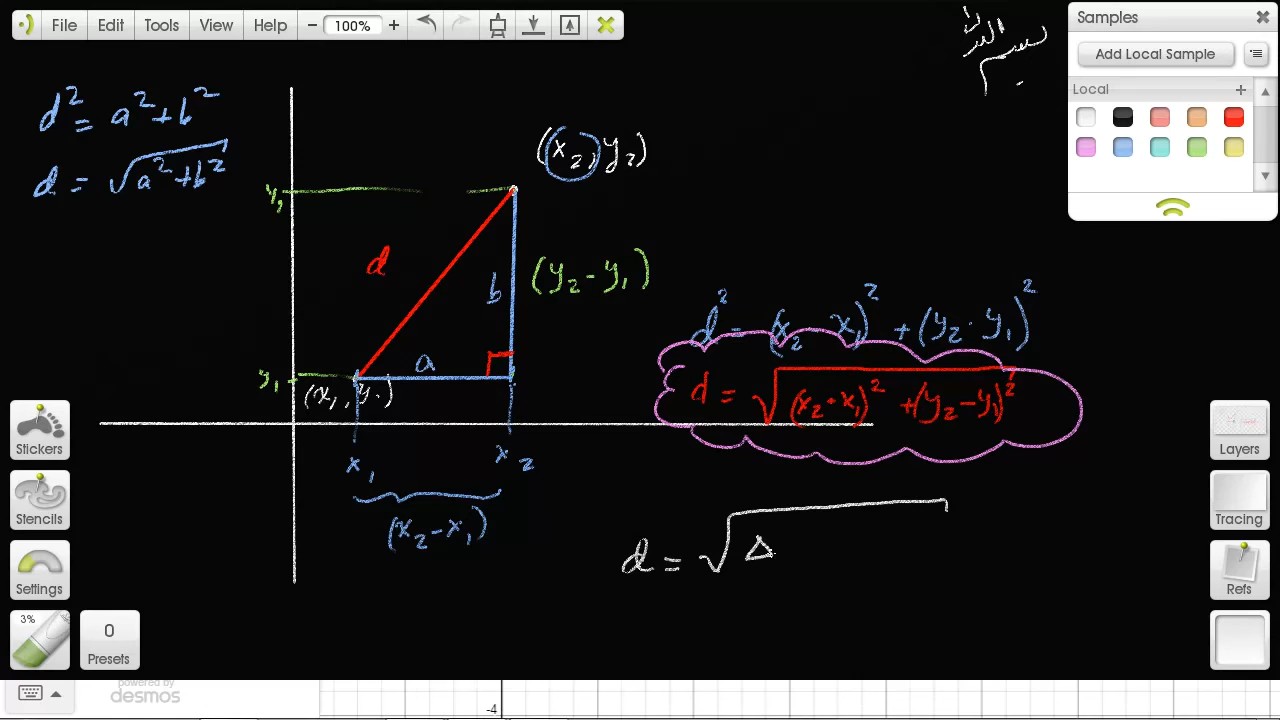 File Edit Tools View Help − 100% +
Samples
Add Local Sample
Local +
d² = a² + b²
d = √(a² + b²)
(x₂, y₂)
d
b
(y₂ − y₁)
a
y₁
(x₁, y₁)
x₁
x₂
(x₂ − x₁)
d² = (x₂ − x₁)² + (y₂ − y₁)²
d = √((x₂ − x₁)² + (y₂ − y₁)²)
d = √Δ
Stickers
Stencils
Settings
3%
0
Presets
Layers
Tracing
Refs
powered by
desmos
-4